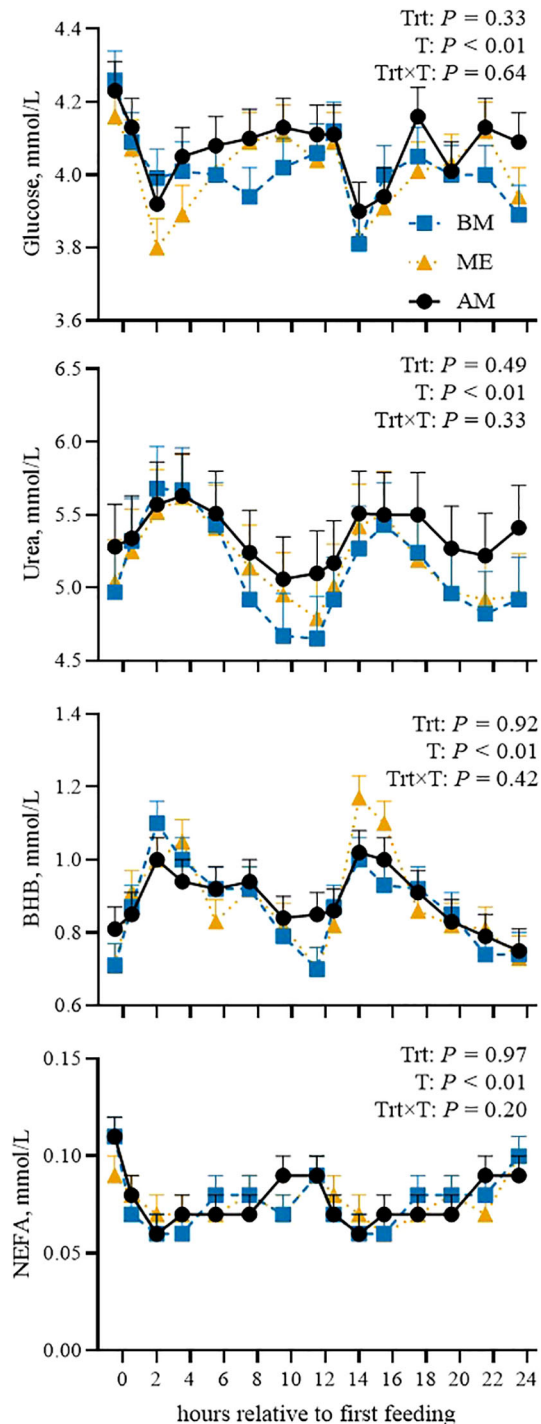 Trt: P = 0.33
T: P < 0.01
Trt×T: P = 0.64
Glucose, mmol/L
4.4
4.2
4.0
3.8
3.6
BM
ME
AM
Trt: P = 0.49
T: P < 0.01
Trt×T: P = 0.33
Urea, mmol/L
6.5
6.0
5.5
5.0
4.5
Trt: P = 0.92
T: P < 0.01
Trt×T: P = 0.42
BHB, mmol/L
1.4
1.2
1.0
0.8
0.6
Trt: P = 0.97
T: P < 0.01
Trt×T: P = 0.20
NEFA, mmol/L
0.15
0.10
0.05
0.00
0 2 4 6 8 10 12 14 16 18 20 22 24
hours relative to first feeding